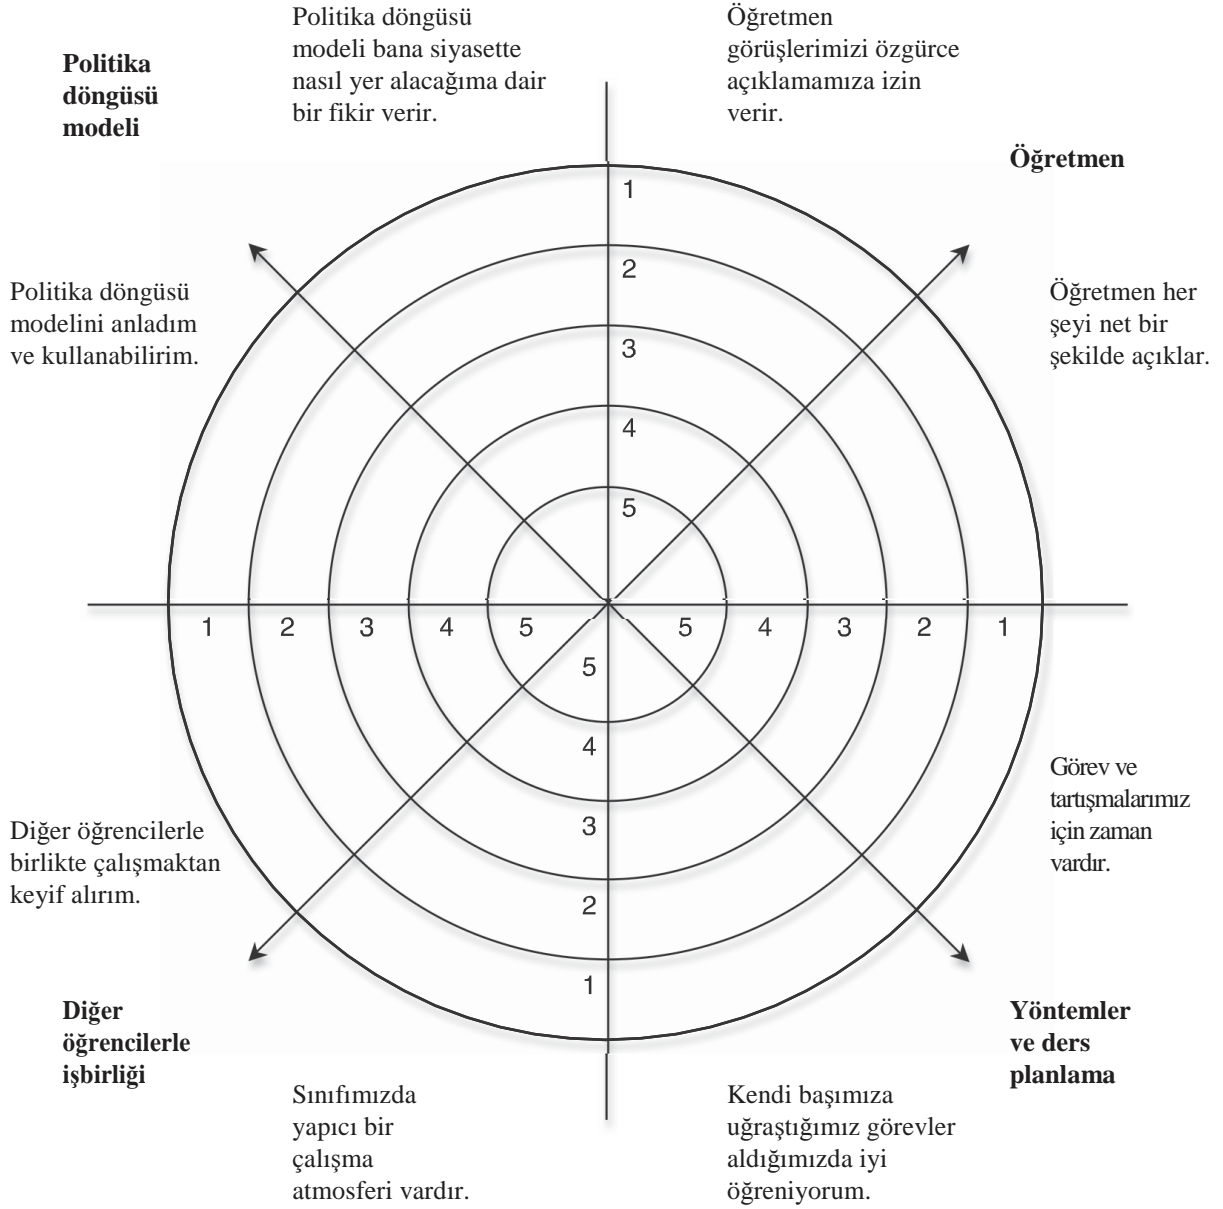 Politika döngüsü
modeli bana siyasette
nasıl yer alacağıma dair
bir fikir verir.
Öğretmen
görüşlerimizi özgürce
açıklamamıza izin
verir.
Politika
döngüsü
modeli
Öğretmen
1
2
3
4
5
Politika döngüsü
modelini anladım
ve kullanabilirim.
Öğretmen her
şeyi net bir
şekilde açıklar.
1 2 3 4 5 5 4 3 2 1
5
4
3
2
1
Diğer öğrencilerle
birlikte çalışmaktan
keyif alırım.
Görev ve
tartışmalarımız
için zaman
vardır.
Diğer
öğrencilerle
işbirliği
Yöntemler
ve ders
planlama
Sınıfımızda
yapıcı bir
çalışma
atmosferi vardır.
Kendi başımıza
uğraştığımız görevler
aldığımızda iyi
öğreniyorum.